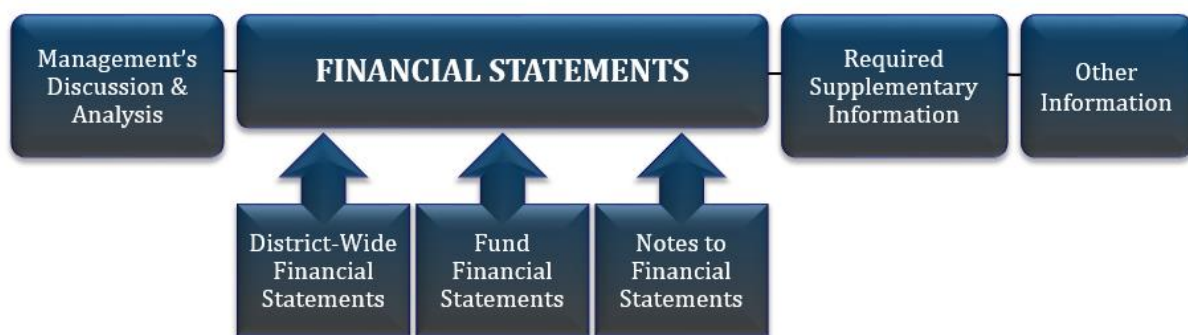 Management’s
Discussion &
Analysis
FINANCIAL STATEMENTS
Required
Supplementary
Information
Other
Information
District-Wide
Financial
Statements
Fund
Financial
Statements
Notes to
Financial
Statements